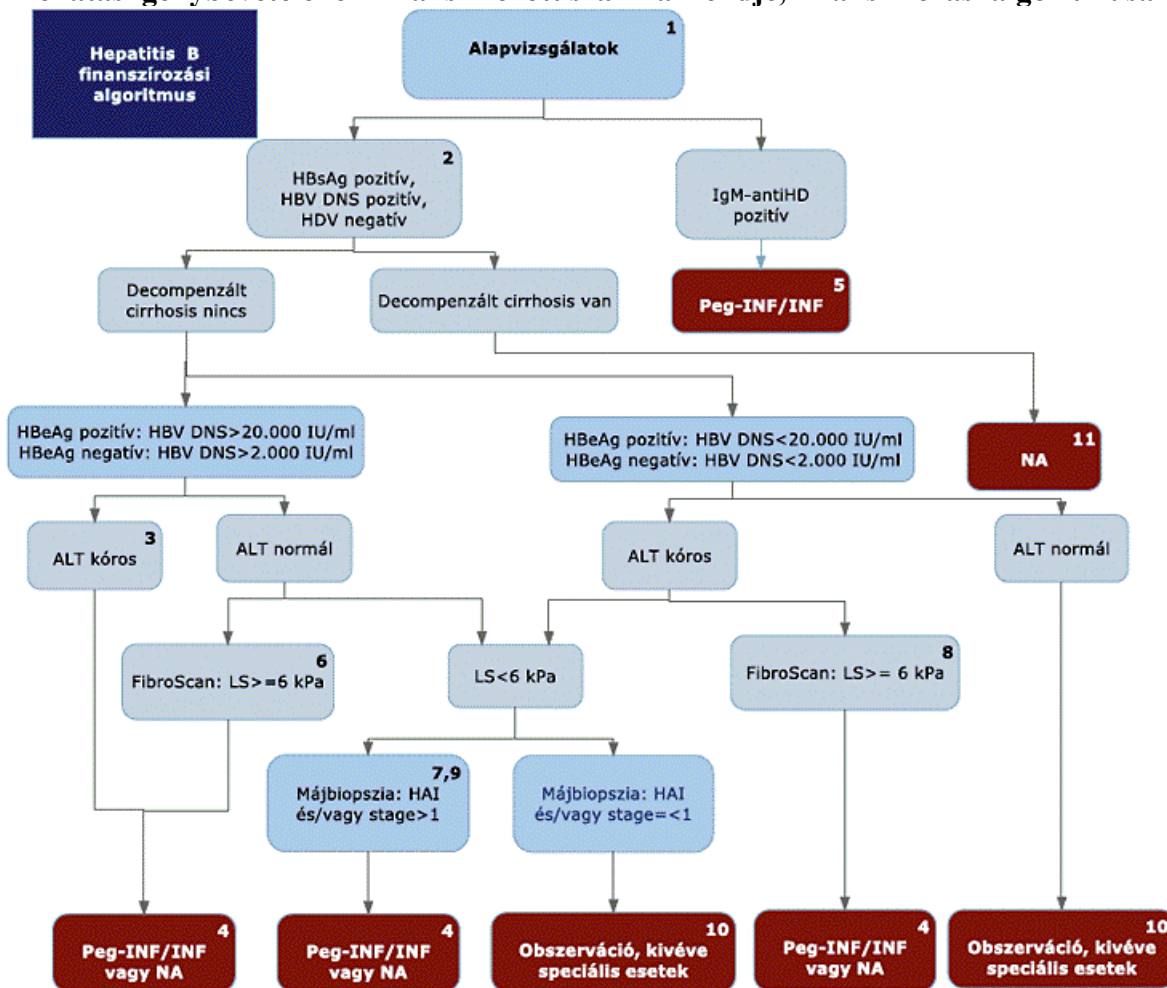 Hepatitis B
finanszírozási
algoritmus
1
Alapvizsgálatok
2
HBsAg pozitív,
HBV DNS pozitív,
HDV negatív
IgM-antiHD
pozitív
Decompenzált
cirrhosis nincs
Decompenzált cirrhosis van
5
Peg-INF/INF
HBeAg pozitív: HBV DNS>20.000 IU/ml
HBeAg negatív: HBV DNS>2.000 IU/ml
HBeAg pozitív: HBV DNS<20.000 IU/ml
HBeAg negatív: HBV DNS<2.000 IU/ml
11
NA
3
ALT kóros
ALT normál
ALT kóros
ALT normál
6
FibroScan: LS>=6 kPa
LS<6 kPa
8
FibroScan: LS>= 6 kPa
7,9
Májbiopszia: HAI
és/vagy stage>1
Májbiopszia: HAI
és/vagy stage=<1
4
Peg-INF/INF
vagy NA
4
Peg-INF/INF
vagy NA
10
Obszerváció, kivéve
speciális esetek
4
Peg-INF/INF
vagy NA
10
Obszerváció, kivéve
speciális esetek